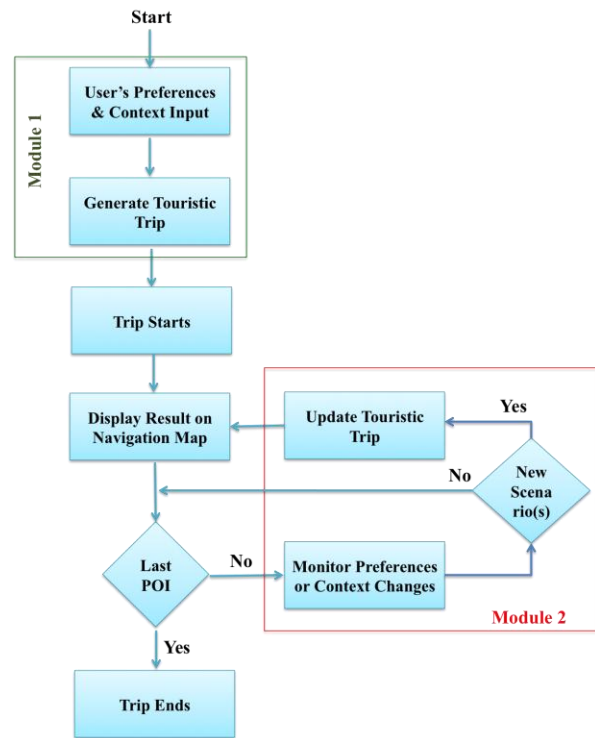 Start
Module 1
User's Preferences
& Context Input
Generate Touristic
Trip
Trip Starts
Display Result on
Navigation Map
Update Touristic
Trip
Yes
No
New
Scena
rio(s)
Last
POI
No
Monitor Preferences
or Context Changes
Module 2
Yes
Trip Ends